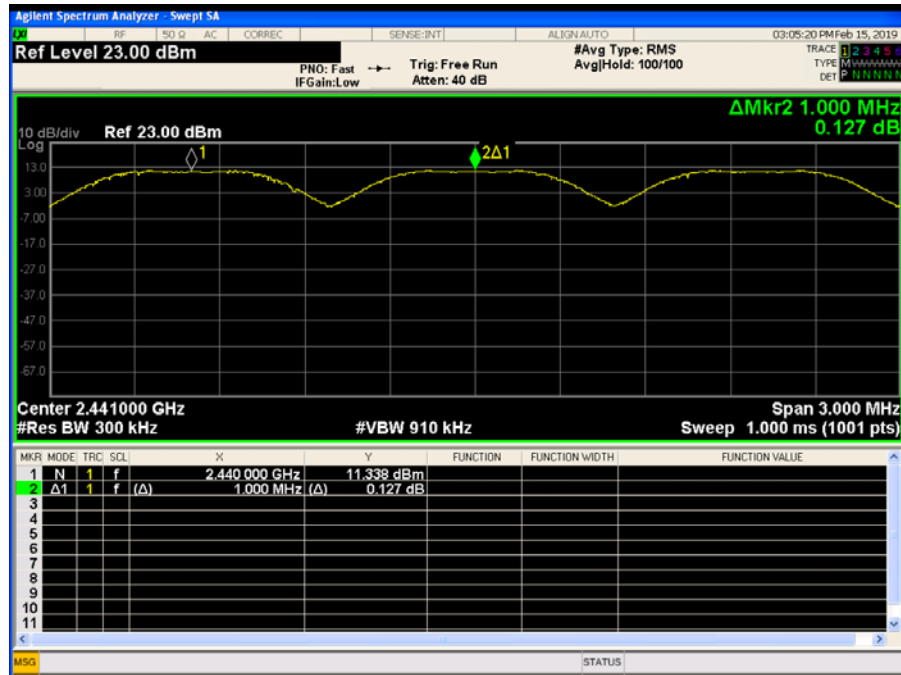 Agilent Spectrum Analyzer - Swept SA
LXI RF 50 Ω AC CORREC SENSE:INT ALIGNAUTO 03:05:20 PM Feb 15, 2019
Ref Level 23.00 dBm #Avg Type: RMS TRACE 1 2 3 4 5 6
PNO: Fast Trig: Free Run Avg|Hold: 100/100 TYPE M WWWWW
IFGain:Low Atten: 40 dB DET P N N N N N
ΔMkr2 1.000 MHz
10 dB/div Ref 23.00 dBm 0.127 dB
Log
1 2Δ1
13.0
3.00
-7.00
-17.0
-27.0
-37.0
-47.0
-57.0
-67.0
Center 2.441000 GHz Span 3.000 MHz
#Res BW 300 kHz #VBW 910 kHz Sweep 1.000 ms (1001 pts)
MKR MODE TRC SCL X Y FUNCTION FUNCTION WIDTH FUNCTION VALUE
1 N 1 f 2.440 000 GHz 11.338 dBm
2 Δ1 1 f (Δ) 1.000 MHz (Δ) 0.127 dB
3
4
5
6
7
8
9
10
11
MSG STATUS